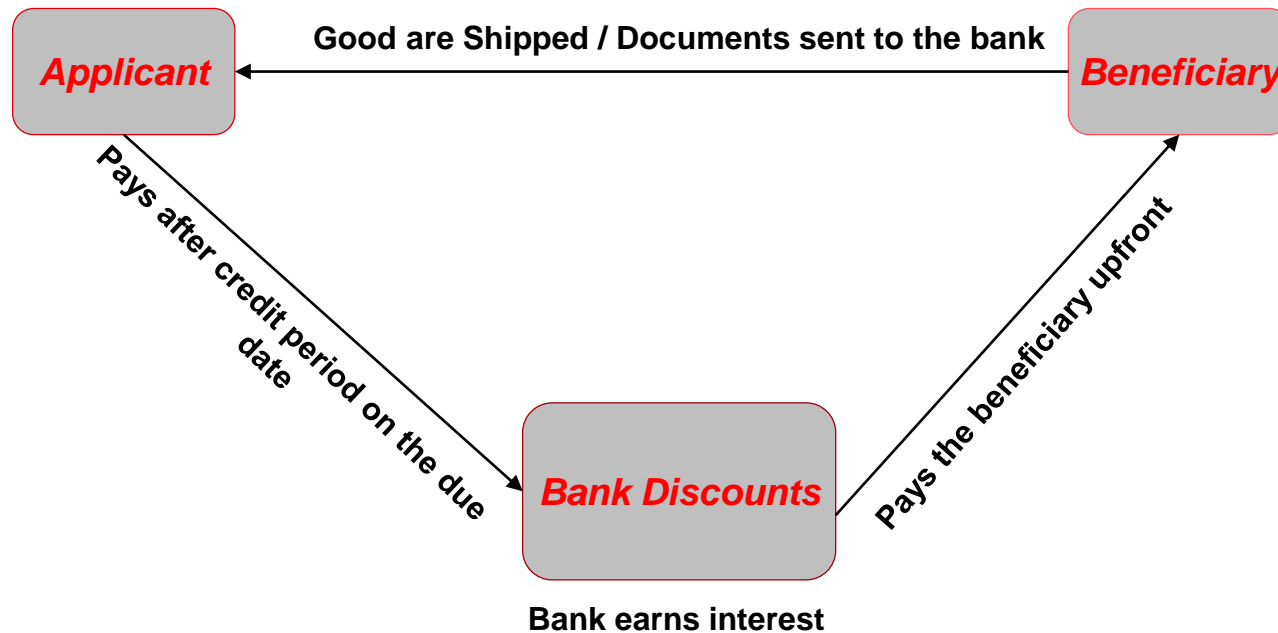 Good are Shipped / Documents sent to the bank
Applicant
Beneficiary
Pays after credit period on the due
date
Pays the beneficiary upfront
Bank Discounts
Bank earns interest